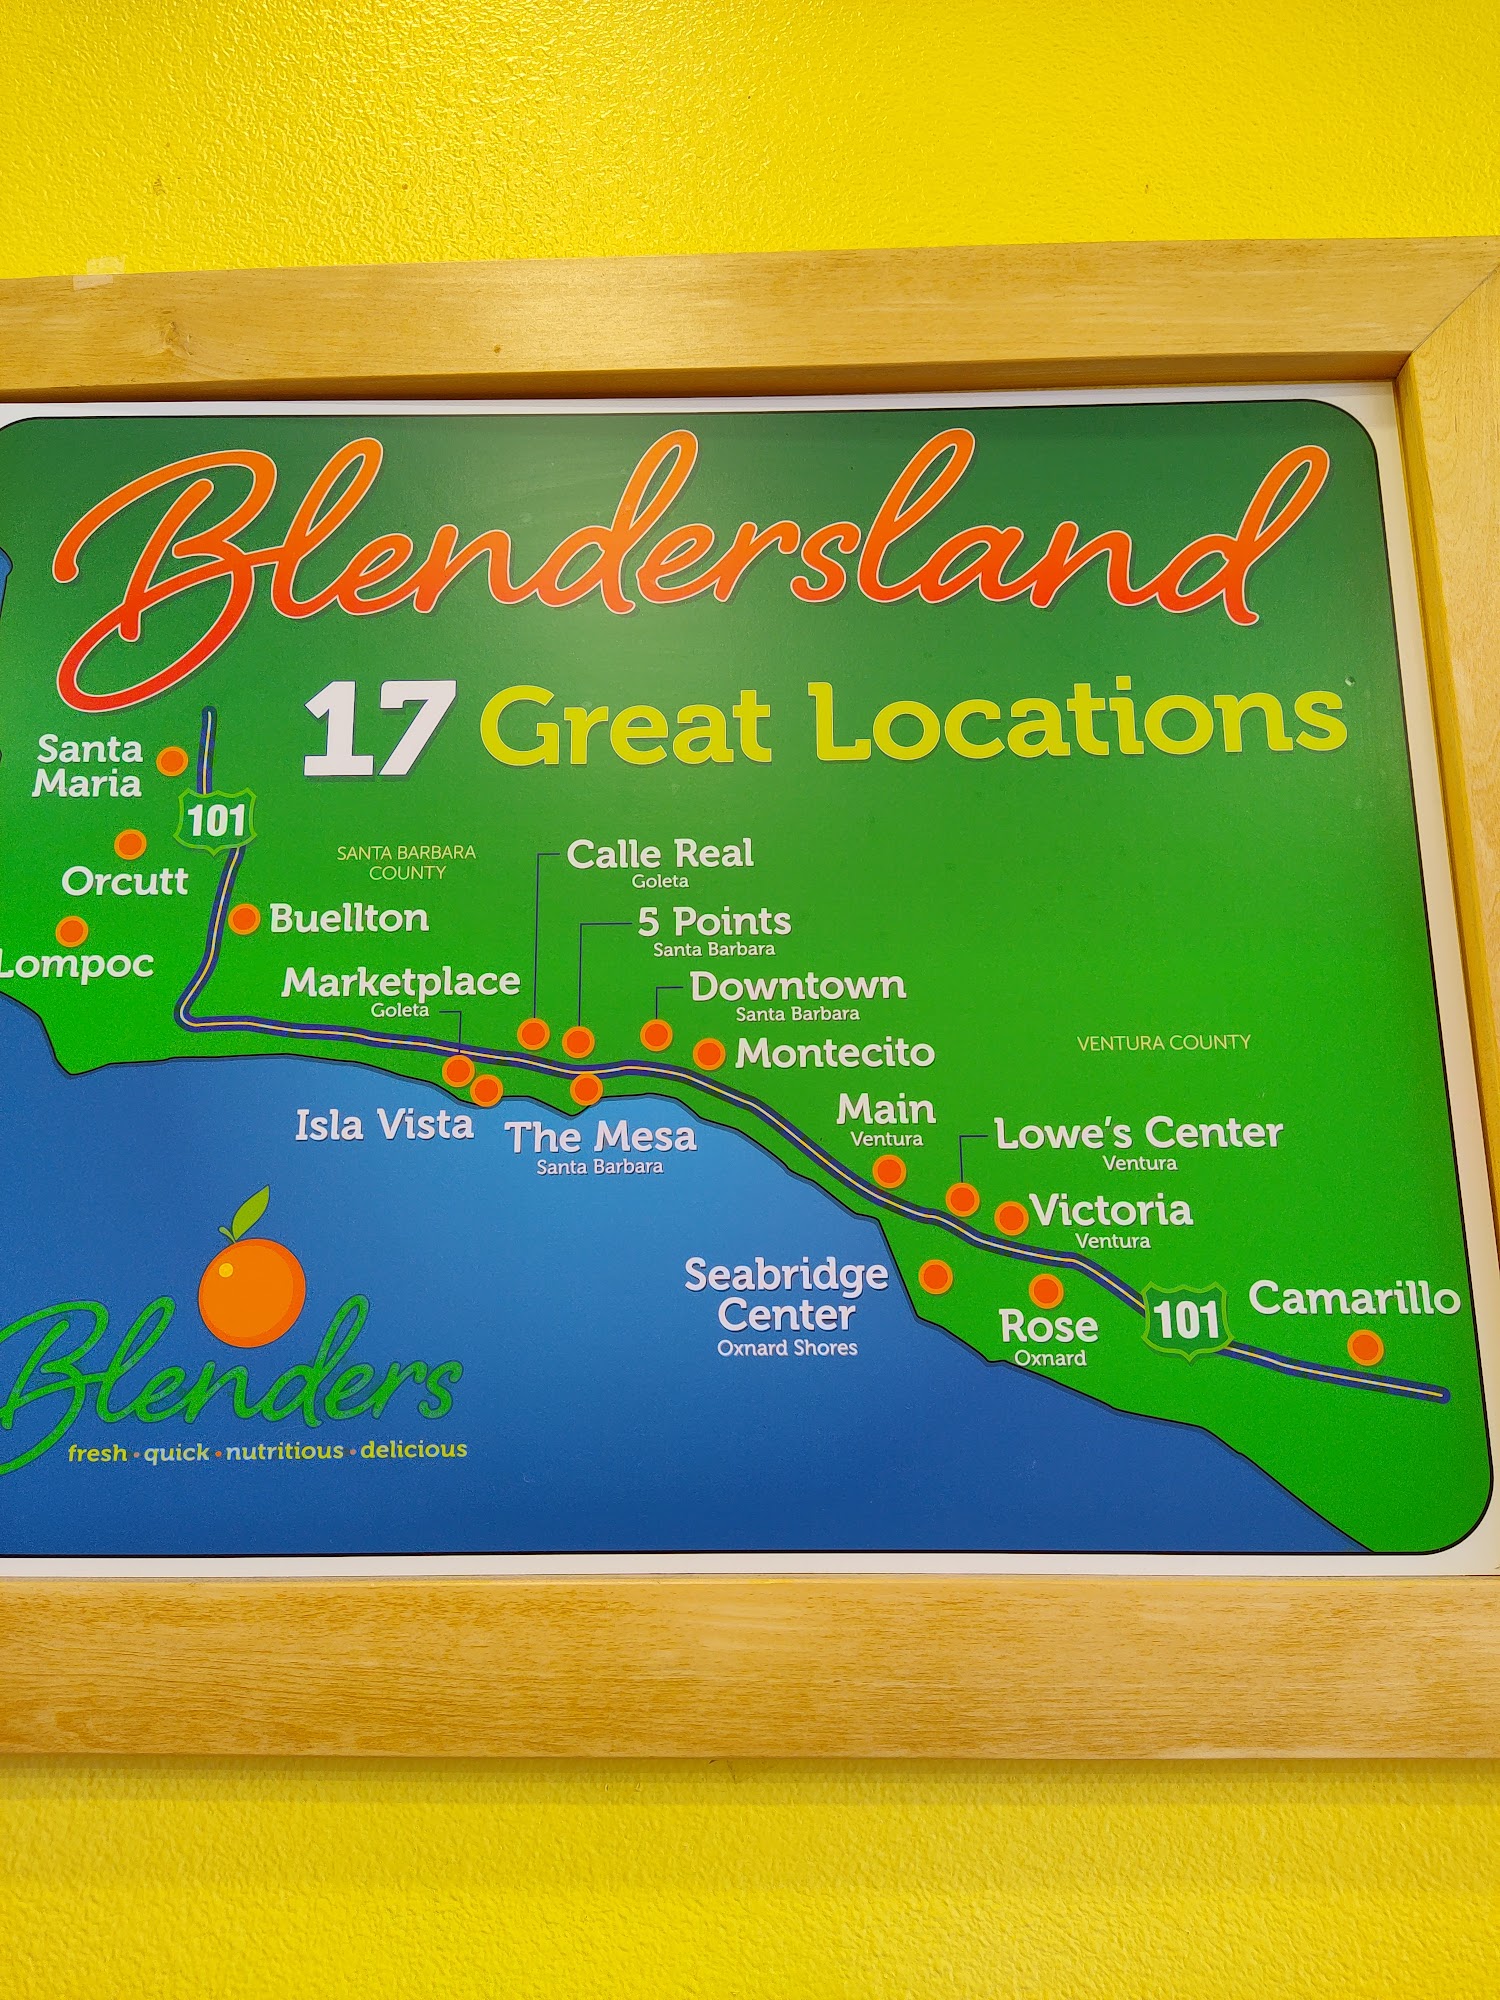 Blendersland
17 Great Locations
Santa
Maria
101
Orcutt
Lompoc
SANTA BARBARA
COUNTY
Buellton
Calle Real
Goleta
5 Points
Santa Barbara
Marketplace
Goleta
Downtown
Santa Barbara
Montecito
VENTURA COUNTY
Isla Vista
The Mesa
Santa Barbara
Main
Ventura
Lowe's Center
Ventura
Victoria
Ventura
Seabridge
Center
Oxnard Shores
Rose
Oxnard
101
Camarillo
Blenders
fresh • quick • nutritious • delicious